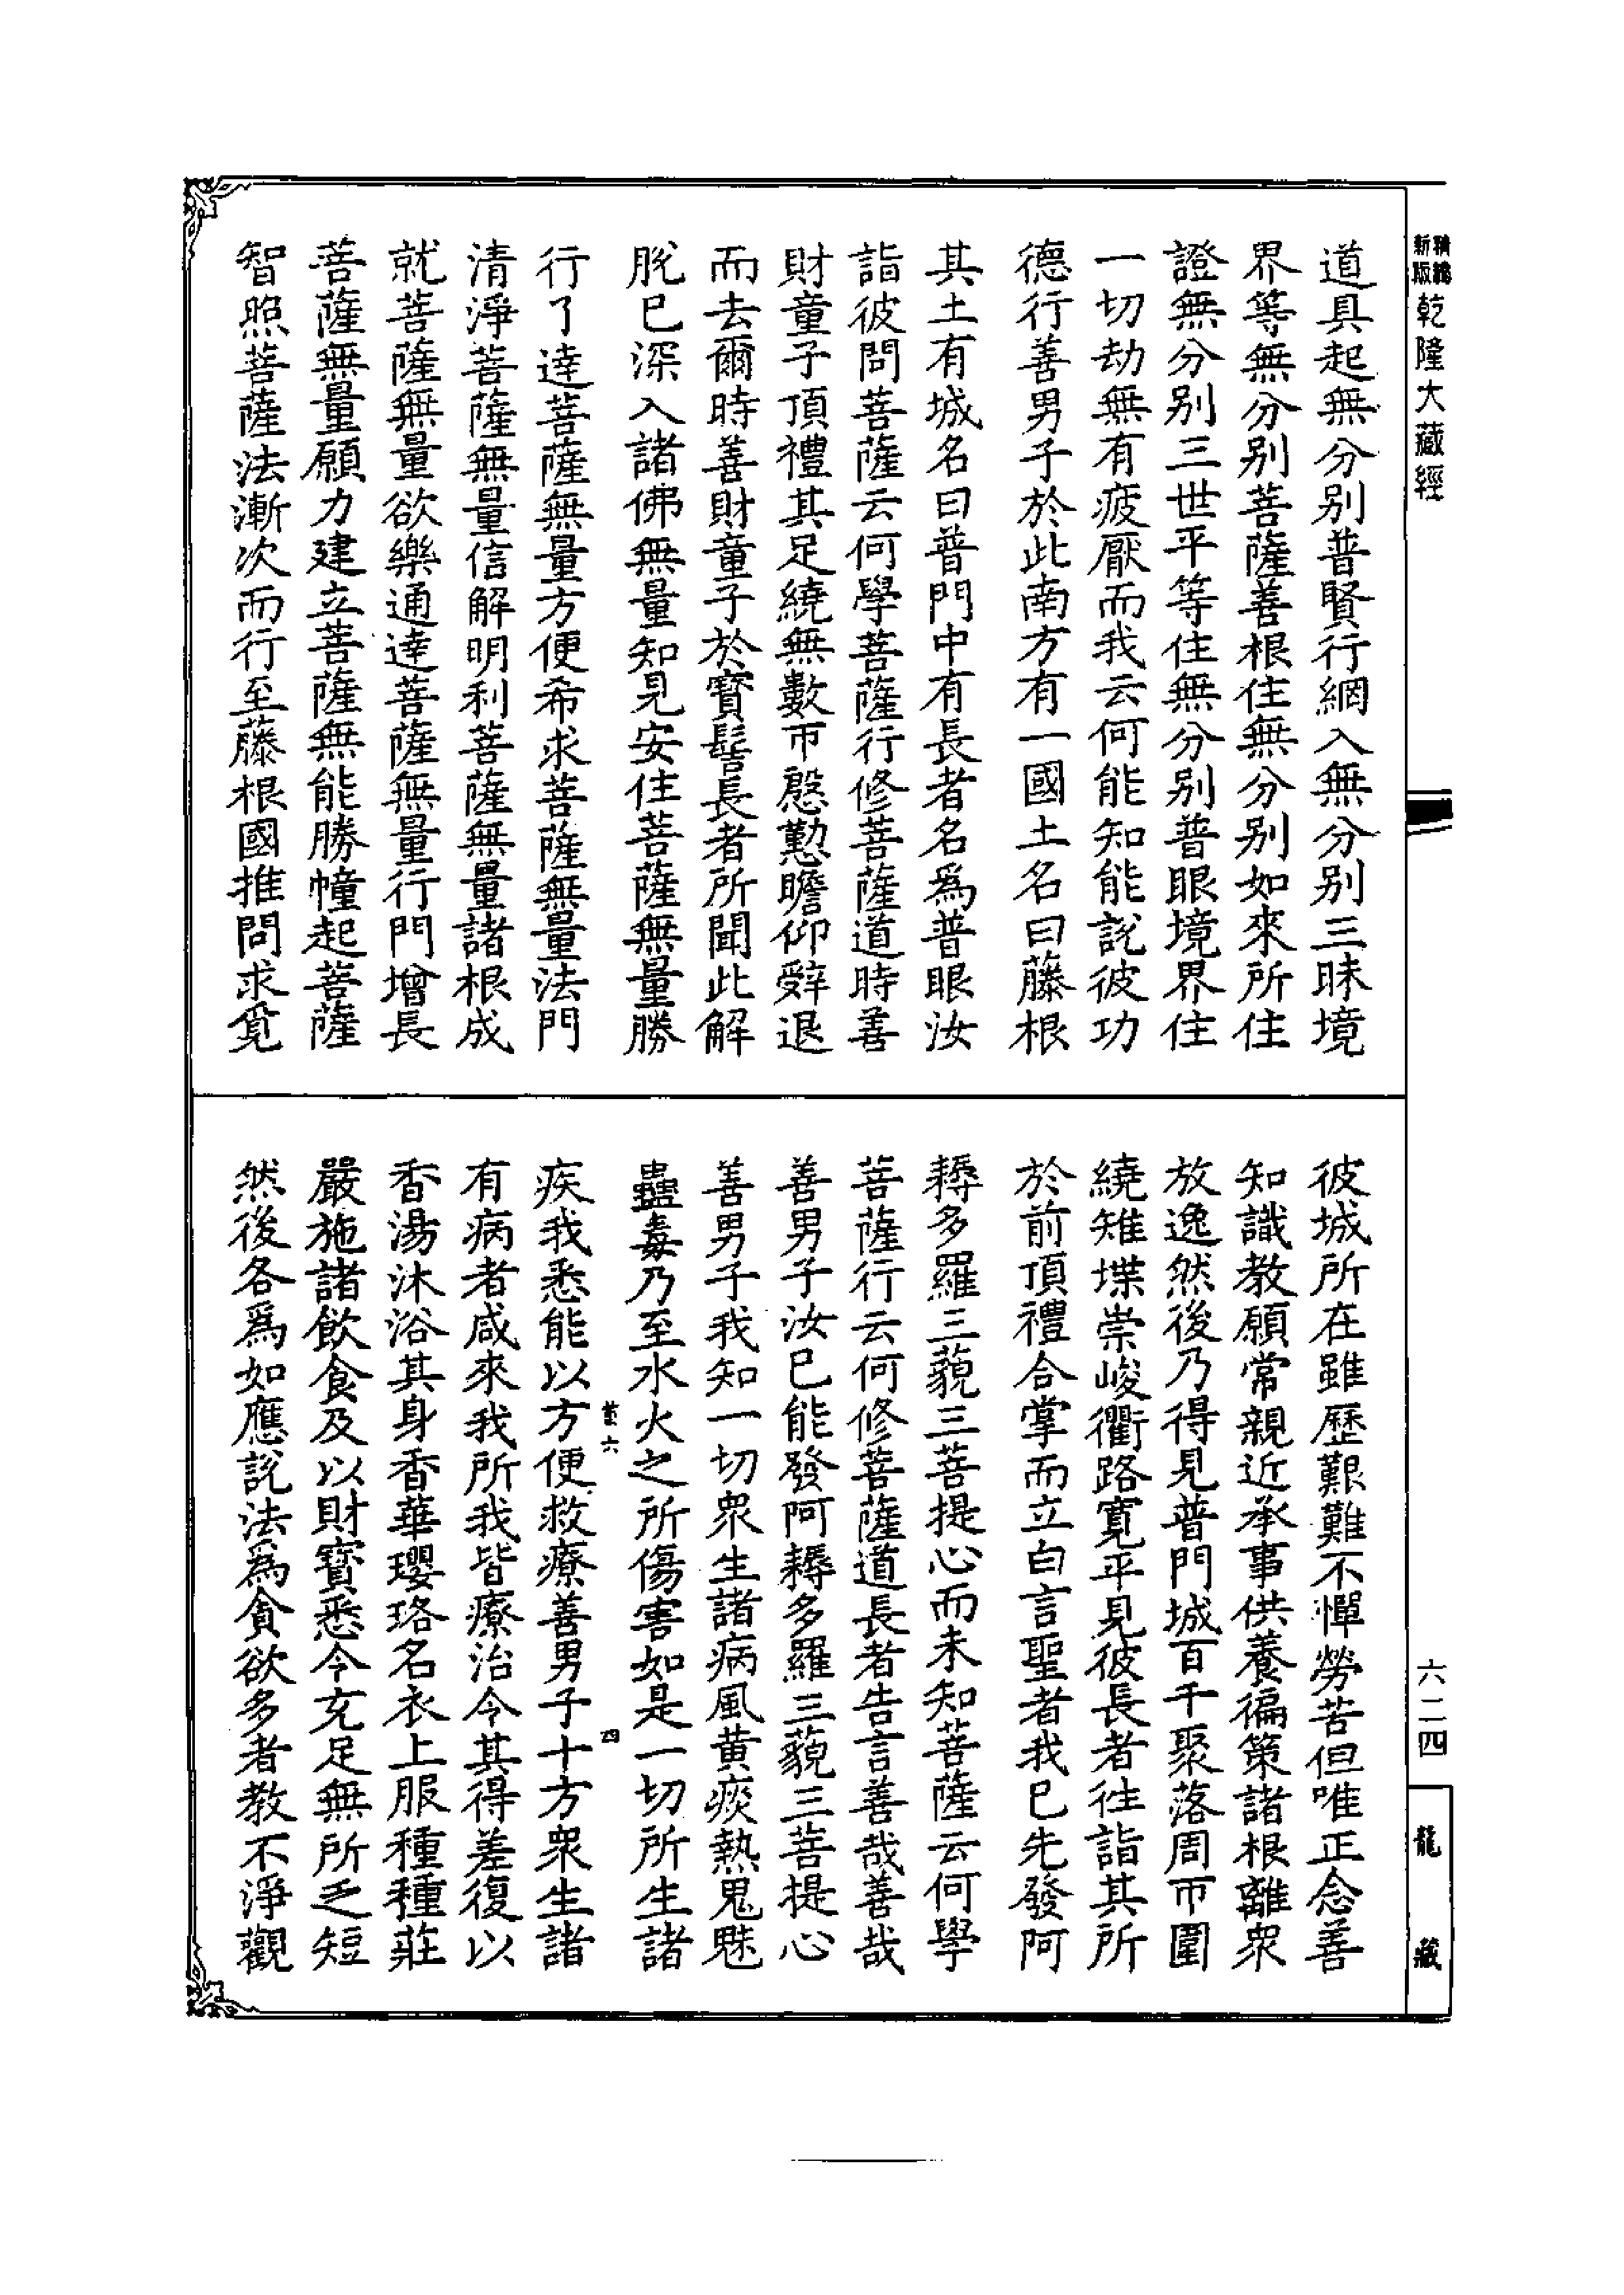 精編
新版
乾隆大藏經
道具起無分别普賢行網入無分别三昧境
界等無分别菩薩善根住無分别如來所住
證無分别三世平等住無分别普眼境界住
一切劫無有疲厭而我云何能知能說彼功
德行善男子於此南方有一國土名曰藤根
其土有城名曰普門中有長者名爲普眼汝
詣彼問菩薩云何學菩薩行修菩薩道時善
財童子頂禮其足繞無數帀慇懃瞻仰辤退
而去爾時善財童子於寳髻長者所聞此解
脫已深入諸佛無量知見安住菩薩無量勝
行了達菩薩無量方便希求菩薩無量法門
清淨菩薩無量信解明利菩薩無量諸根成
就菩薩無量欲樂通達菩薩無量行門增長
菩薩無量願力建立菩薩無能勝幢起菩薩
智照菩薩法漸次而行至藤根國推問求覓
彼城所在雖歷艱難不憚勞苦但唯正念善
知識教願常親近承事供養徧策諸根離衆
放逸然後乃得見普門城百千聚落周帀圍
繞雉堞崇峻衢路寬平見彼長者往詣其所
於前頂禮合掌而立白言聖者我已先發阿
耨多羅三藐三菩提心而未知菩薩云何學
菩薩行云何修菩薩道長者告言善哉善哉
善男子汝已能發阿耨多羅三藐三菩提心
善男子我知一切衆生諸病風黄痰熱鬼魅
蠱毒乃至水火之所傷害如是一切所生諸
疾我悉能以方便救療善男子十方衆生諸
有病者咸來我所我皆療治令其得差復以
香湯沐浴其身香華瓔珞名衣上服種種莊
嚴施諸飲食及以財寳悉令充足無所乏短
然後各爲如應說法爲貪欲多者教不淨觀
六
四
六二四
龍藏